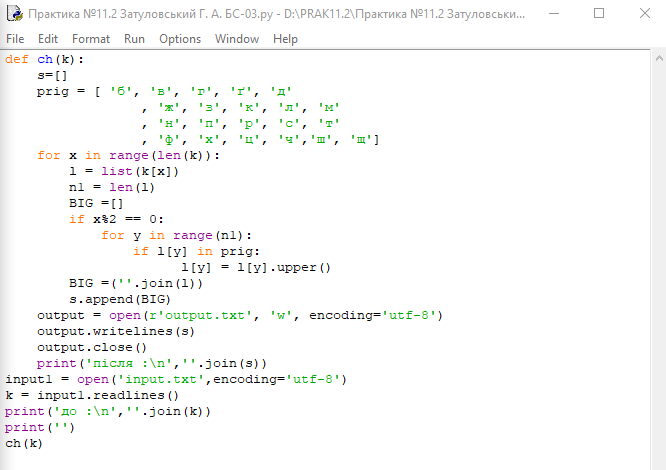 Практика №11.2 Затуловський Г. А. БС-03.py - D:\PRAK11.2\Практика №11.2 Затуловськи...
File Edit Format Run Options Window Help
def ch(k):
    s=[]
    prig = [ 'б', 'в', 'г', 'ґ', 'д'
                 , 'ж', 'з', 'к', 'л', 'м'
                 , 'н', 'п', 'р', 'с', 'т'
                 , 'ф', 'х', 'ц', 'ч','ш', 'щ']
    for x in range(len(k)):
        l = list(k[x])
        n1 = len(l)
        BIG =[]
        if x%2 == 0:
            for y in range(n1):
                if l[y] in prig:
                      l[y] = l[y].upper()
        BIG =(''.join(l))
        s.append(BIG)
    output = open(r'output.txt', 'w', encoding='utf-8')
    output.writelines(s)
    output.close()
    print('після :\n',''.join(s))
input1 = open('input.txt',encoding='utf-8')
k = input1.readlines()
print('до :\n',''.join(k))
print('')
ch(k)